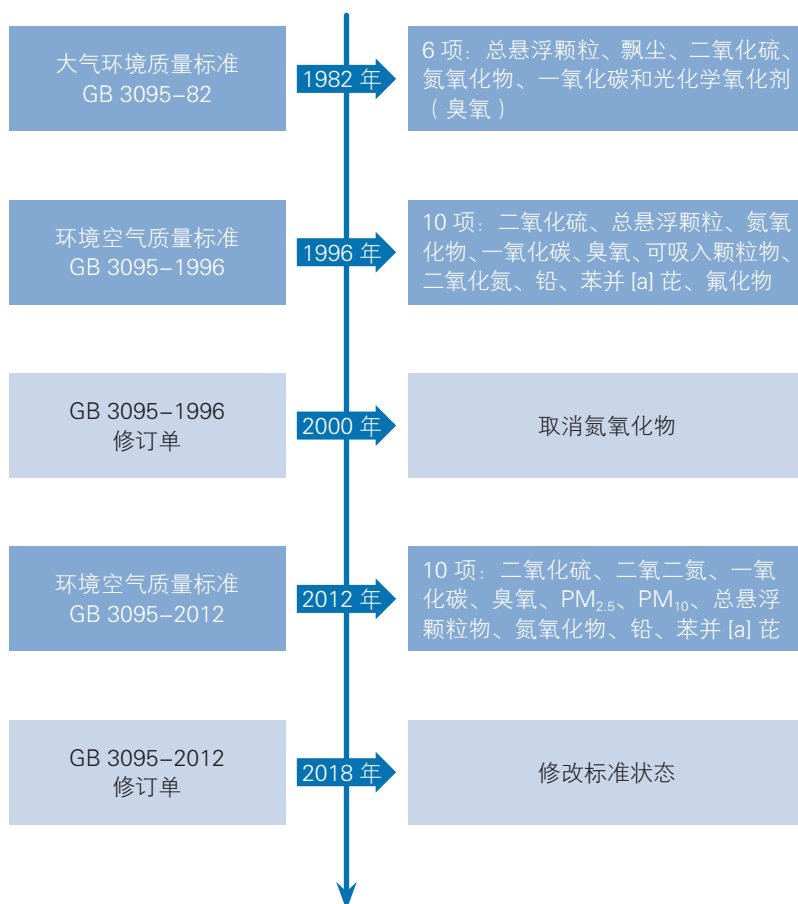 大气环境质量标准
GB 3095–82
1982 年
6 项：总悬浮颗粒、飘尘、二氧化硫、
氮氧化物、一氧化碳和光化学氧化剂
（臭氧）
环境空气质量标准
GB 3095–1996
1996 年
10 项：二氧化硫、总悬浮颗粒、氮氧
化物、一氧化碳、臭氧、可吸入颗粒物、
二氧化氮、铅、苯并 [a] 芘、氟化物
GB 3095–1996
修订单
2000 年
取消氮氧化物
环境空气质量标准
GB 3095–2012
2012 年
10 项：二氧化硫、二氧二氮、一氧
化碳、臭氧、PM₂.₅、PM₁₀、总悬浮
颗粒物、氮氧化物、铅、苯并 [a] 芘
GB 3095–2012
修订单
2018 年
修改标准状态